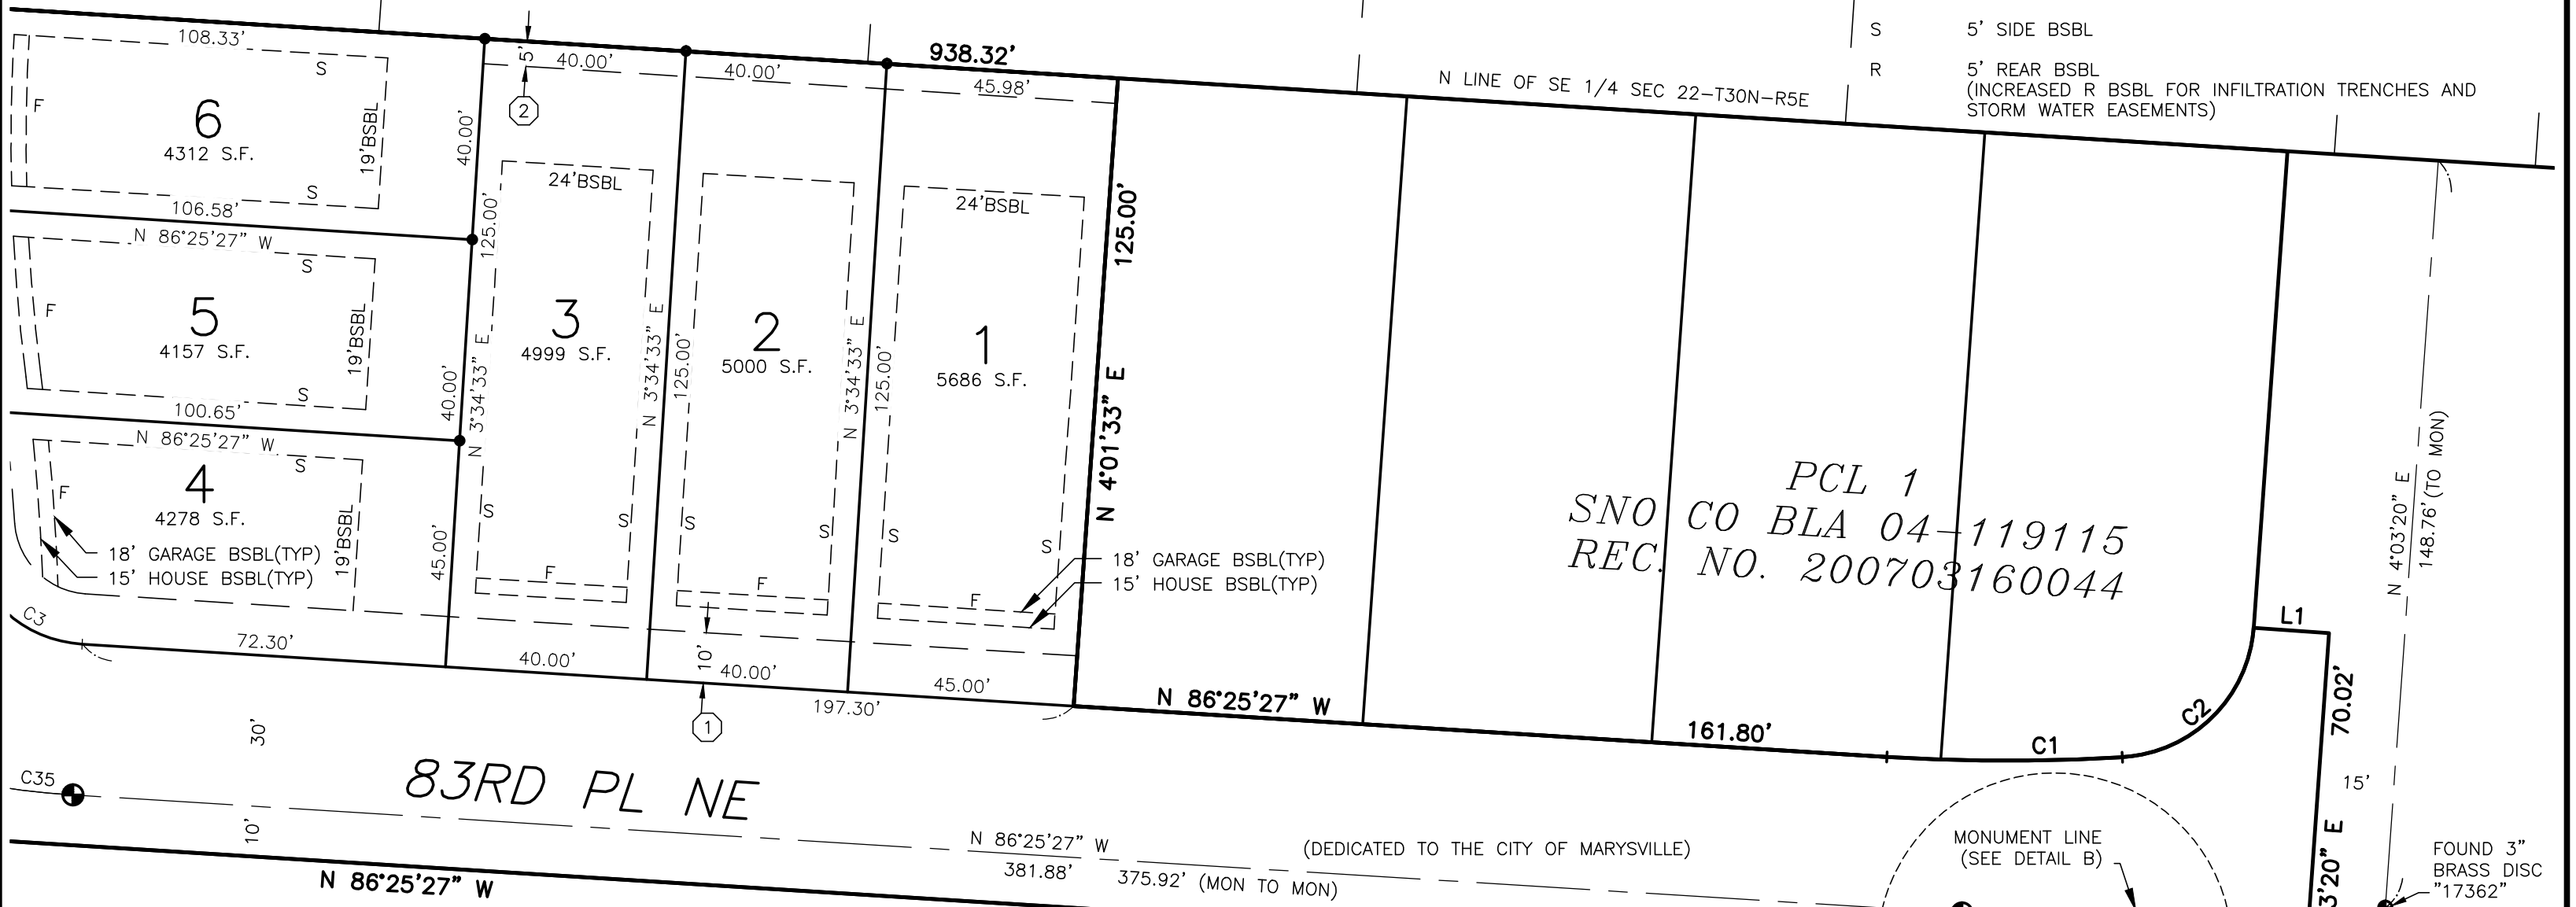 S 5' SIDE BSBL
R 5' REAR BSBL
(INCREASED R BSBL FOR INFILTRATION TRENCHES AND
STORM WATER EASEMENTS)
938.32'
N LINE OF SE 1/4 SEC 22-T30N-R5E
108.33'
S
F
6
4312 S.F.
19'BSBL
S
106.58'
40.00'
N 86°25'27" W
S
F
5
4157 S.F.
19'BSBL
S
100.65'
40.00'
N 86°25'27" W
S
F
4
4278 S.F.
19'BSBL
18' GARAGE BSBL(TYP)
15' HOUSE BSBL(TYP)
45.00'
C3
72.30'
5'
2
40.00'
24'BSBL
125.00'
N 3°34'33" E
3
4999 S.F.
S
S
F
40.00'
40.00'
N 3°34'33" E
125.00'
2
5000 S.F.
S
S
F
10'
40.00'
1
45.98'
24'BSBL
N 3°34'33" E
125.00'
1
5686 S.F.
S
S
F
18' GARAGE BSBL(TYP)
15' HOUSE BSBL(TYP)
45.00'
197.30'
125.00'
N 4°01'33" E
PCL 1
SNO CO BLA 04-119115
REC. NO. 200703160044
N 86°25'27" W
161.80'
C1
C2
L1
70.02'
15'
N 4°03'20" E
148.76'(TO MON)
3'20" E
30'
C35
10'
83RD PL NE
N 86°25'27" W
N 86°25'27" W
381.88'
375.92' (MON TO MON)
(DEDICATED TO THE CITY OF MARYSVILLE)
MONUMENT LINE
(SEE DETAIL B)
FOUND 3"
BRASS DISC
"17362"